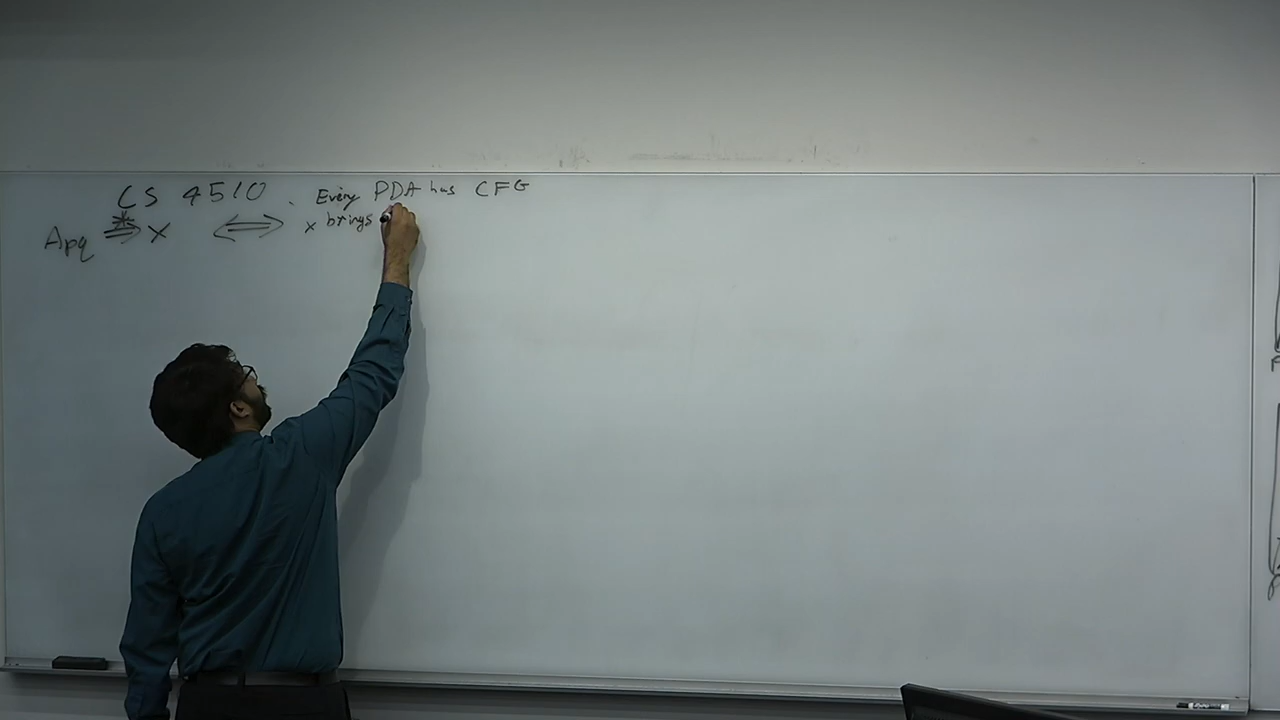 CS 4510 . Every PDA has CFG
Apq ⇒* x ⇔ x brings